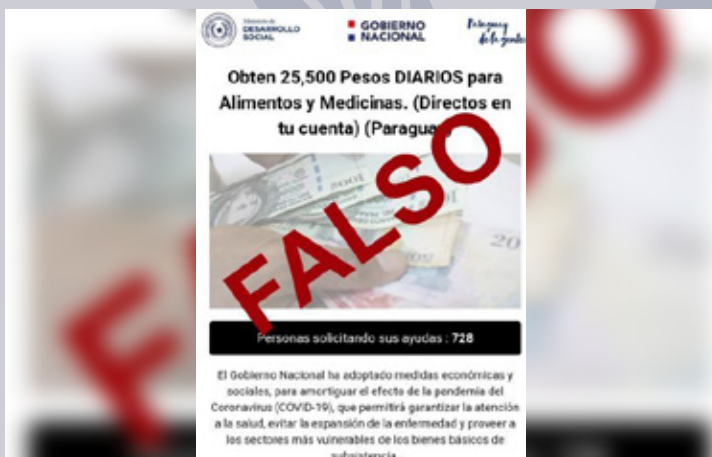 Ministerio de
DESARROLLO
SOCIAL
GOBIERNO
NACIONAL
Paraguay
de la gente
Obten 25,500 Pesos DIARIOS para
Alimentos y Medicinas. (Directos en
tu cuenta) (Paraguay
FALSO
Personas solicitando sus ayudas : 728
El Gobierno Nacional ha adoptado medidas económicas y
sociales, para amortiguar el efecto de la pandemia del
Coronavirus (COVID-19), que permitirá garantizar la atención
a la salud, evitar la expansión de la enfermedad y proveer a
los sectores más vulnerables de los bienes básicos de
subsistencia